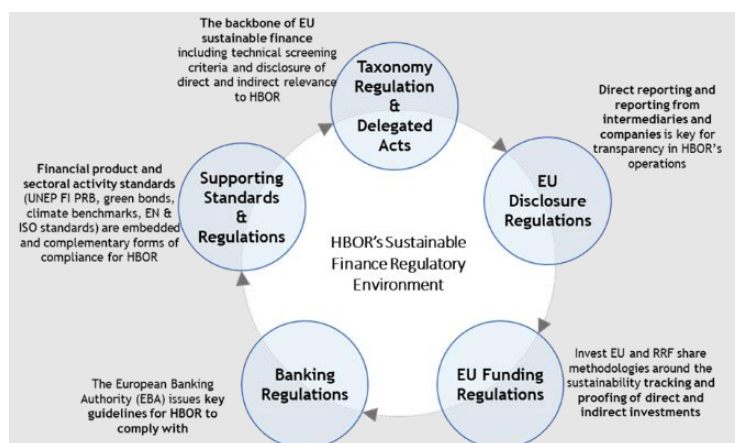 The backbone of EU
sustainable finance
including technical screening
criteria and disclosure of
direct and indirect relevance
to HBOR
Taxonomy
Regulation
&
Delegated
Acts
Direct reporting and
reporting from
intermediaries and
companies is key for
transparency in HBOR's
operations
EU
Disclosure
Regulations
Financial product and
sectoral activity standards
(UNEP FI PRB, green bonds,
climate benchmarks, EN &
ISO standards) are embedded
and complementary forms of
compliance for HBOR
Supporting
Standards
&
Regulations
HBOR's Sustainable
Finance Regulatory
Environment
The European Banking
Authority (EBA) issues key
guidelines for HBOR to
comply with
Banking
Regulations
EU Funding
Regulations
Invest EU and RRF share
methodologies around the
sustainability tracking and
proofing of direct and
indirect investments